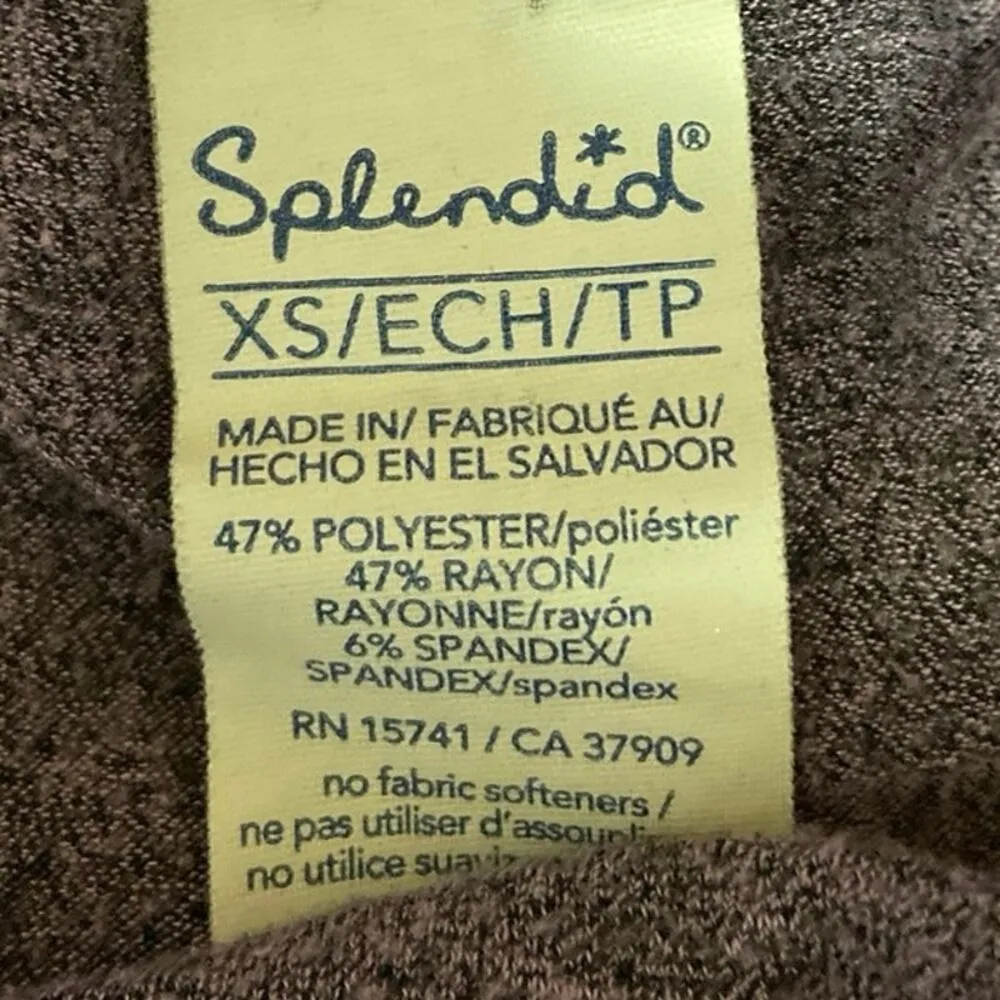 Splendid®
XS/ECH/TP
MADE IN/ FABRIQUÉ AU/
HECHO EN EL SALVADOR
47% POLYESTER/poliéster
47% RAYON/
RAYONNE/rayón
6% SPANDEX/
SPANDEX/spandex
RN 15741 / CA 37909
no fabric softeners /
ne pas utiliser
no utilice